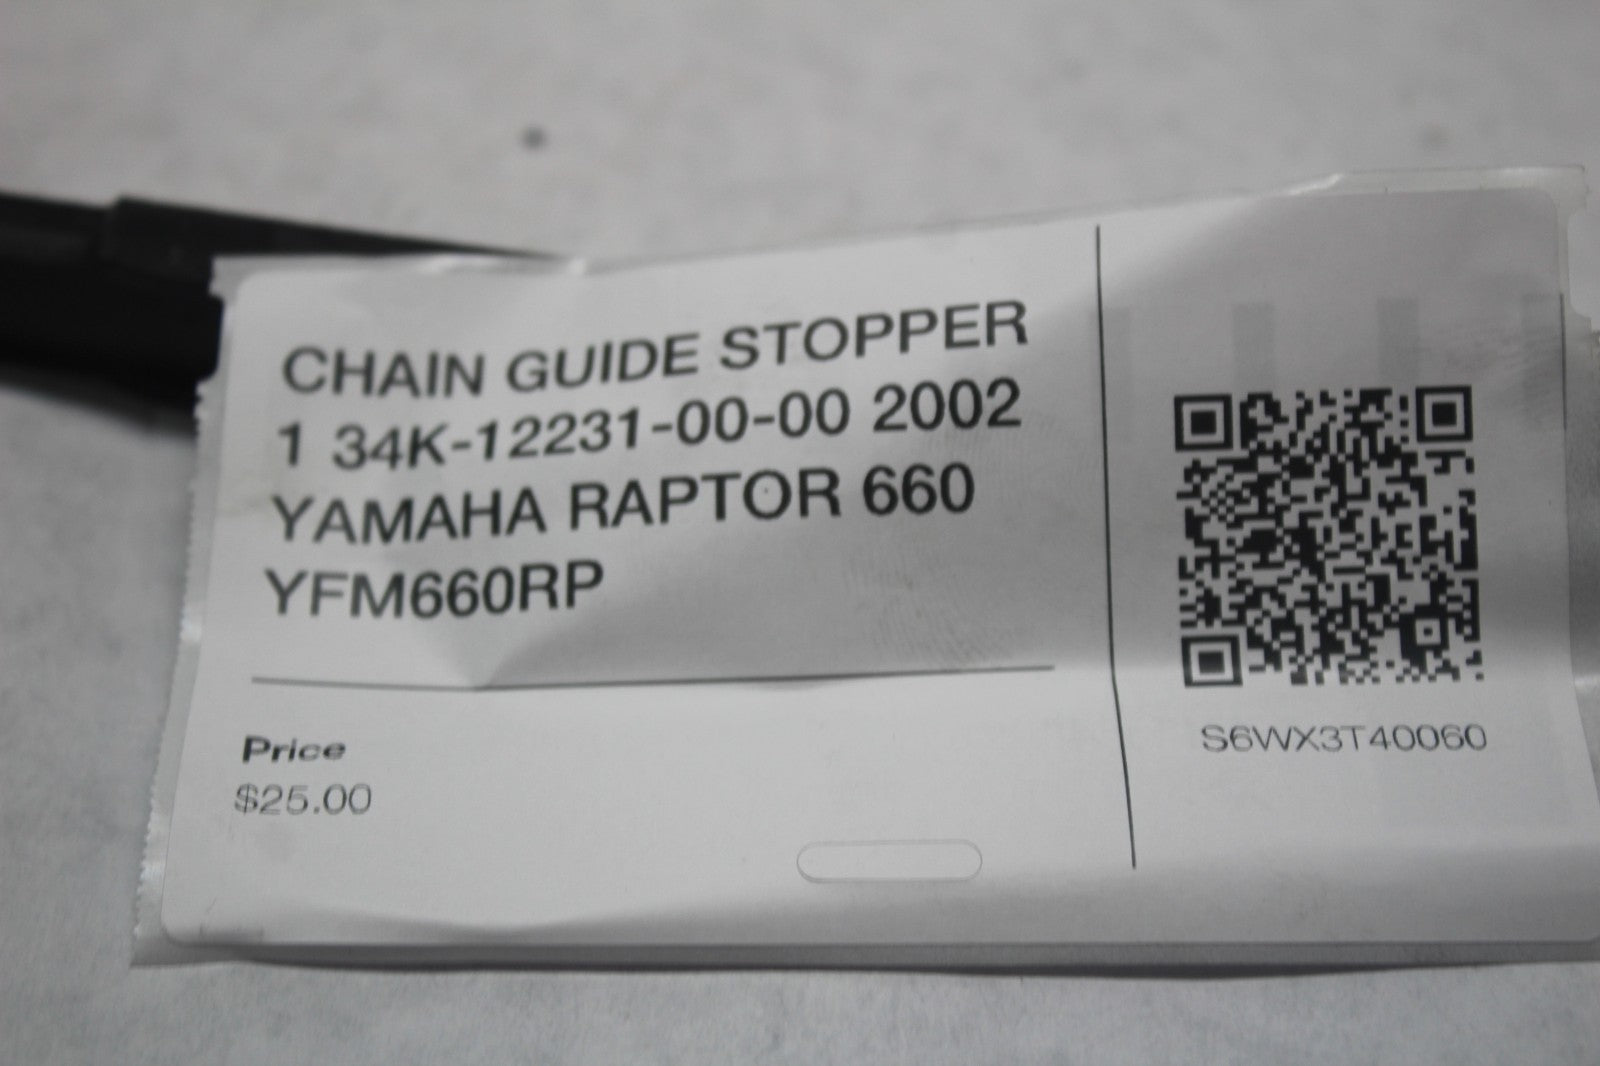 CHAIN GUIDE STOPPER
1 34K-12231-00-00 2002
YAMAHA RAPTOR 660
YFM660RP
Price
$25.00
S6WX3T40060